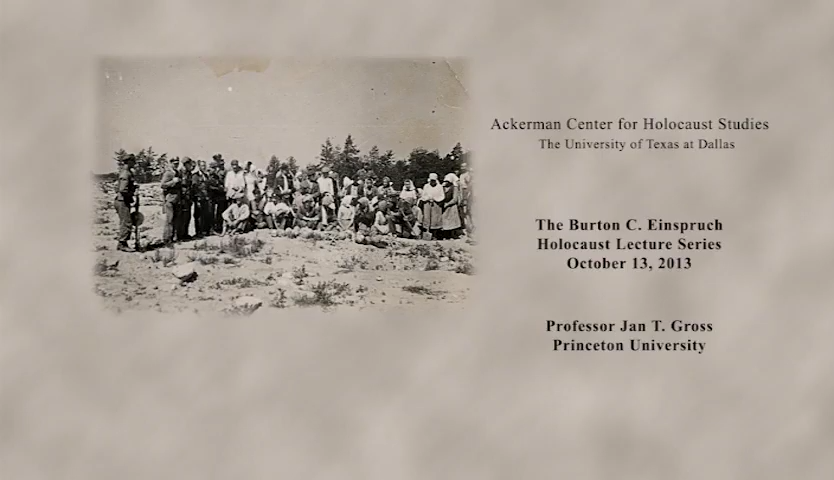 Ackerman Center for Holocaust Studies
The University of Texas at Dallas
The Burton C. Einspruch
Holocaust Lecture Series
October 13, 2013
Professor Jan T. Gross
Princeton University